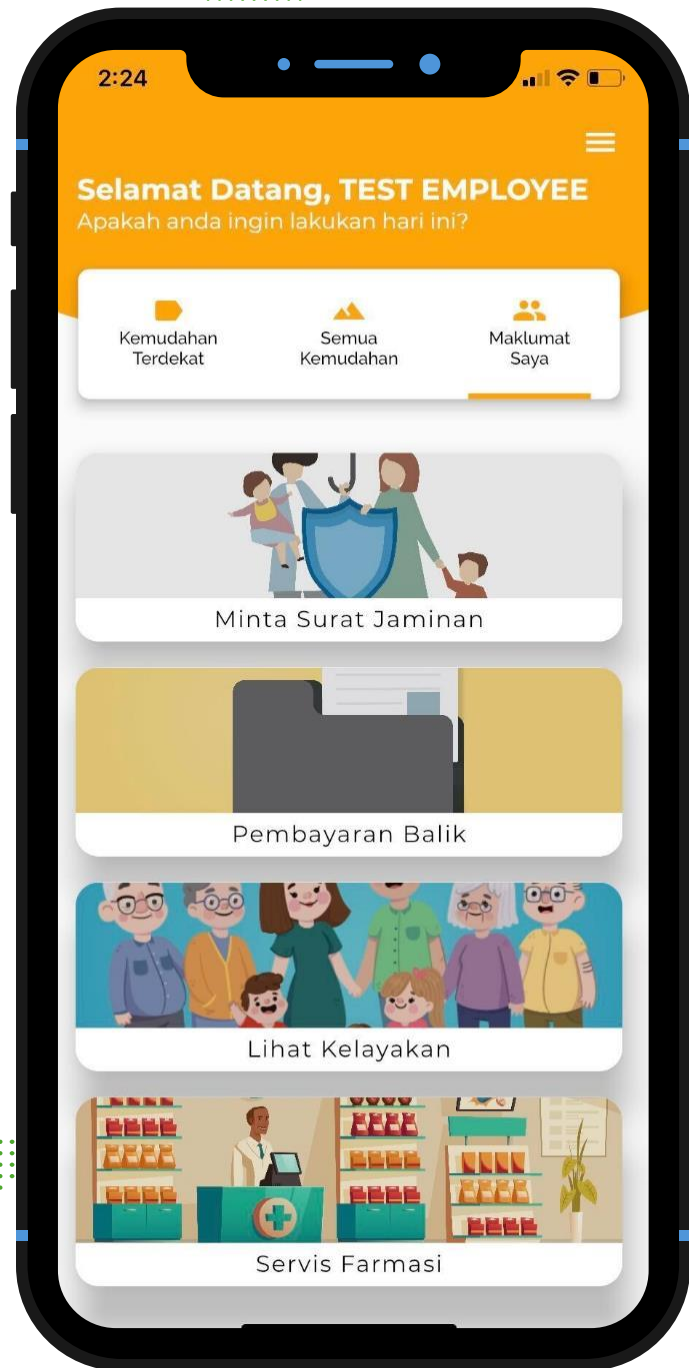 2:24
Selamat Datang, TEST EMPLOYEE
Apakah anda ingin lakukan hari ini?
Kemudahan
Terdekat
Semua
Kemudahan
Maklumat
Saya
Minta Surat Jaminan
Pembayaran Balik
Lihat Kelayakan
Servis Farmasi